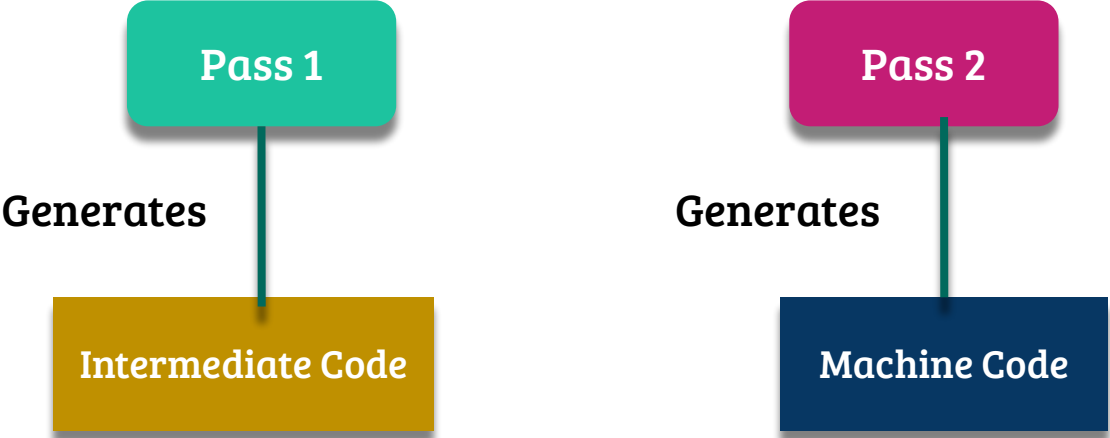 Pass 1
Pass 2
Generates
Generates
Intermediate Code
Machine Code